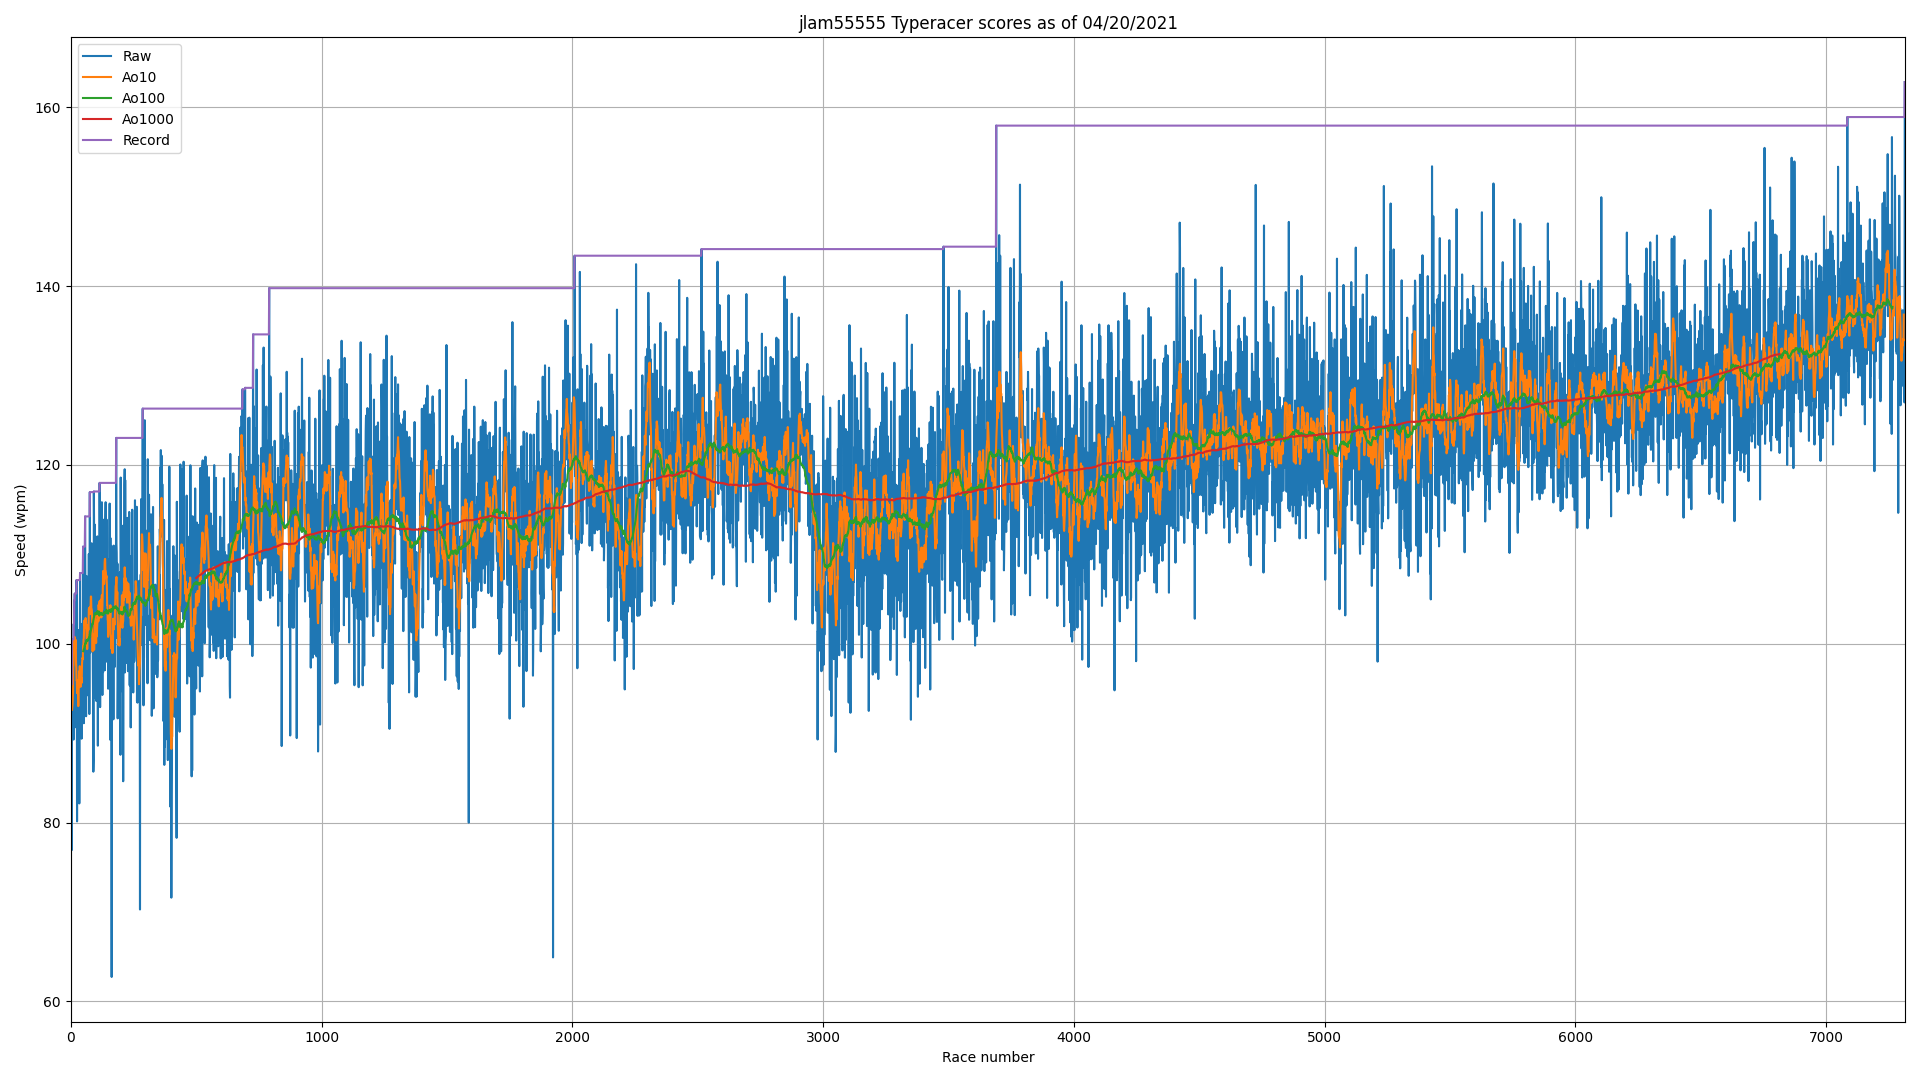 jlam55555 Typeracer scores as of 04/20/2021
Raw
Ao10
Ao100
Ao1000
Record
160
140
120
100
80
60
Speed (wpm)
0 1000 2000 3000 4000 5000 6000 7000
Race number